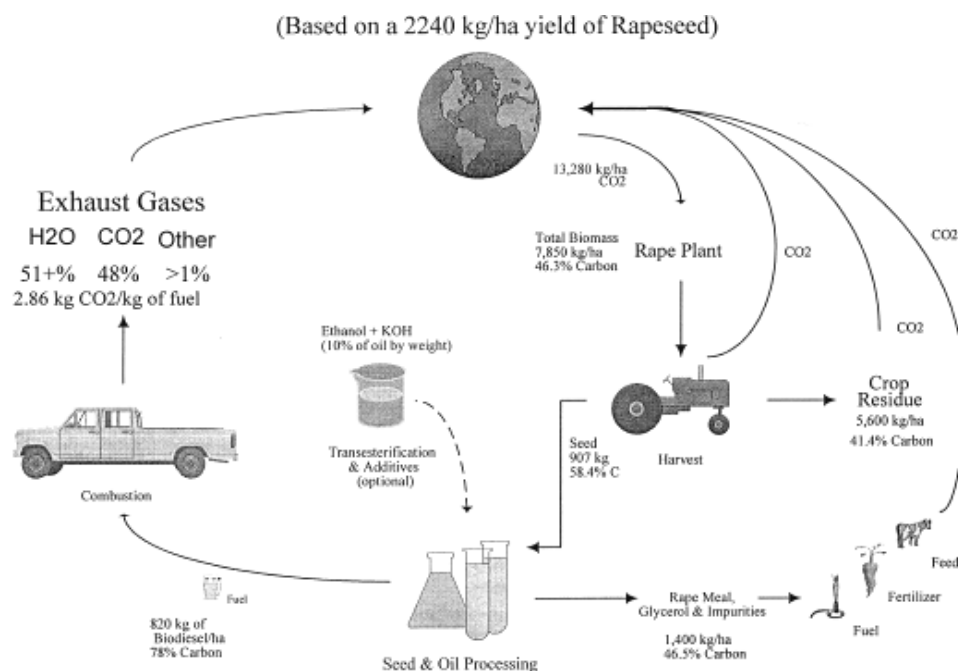 (Based on a 2240 kg/ha yield of Rapeseed)
13,280 kg/ha
CO2
Exhaust Gases
H2O CO2 Other
51+% 48% >1%
2.86 kg CO2/kg of fuel
Total Biomass
7,850 kg/ha
46.3% Carbon
Rape Plant
CO2
CO2
CO2
Ethanol + KOH
(10% of oil by weight)
Transesterification
& Additives
(optional)
Crop
Residue
5,600 kg/ha
41.4% Carbon
Seed
907 kg
58.4% C
Harvest
Combustion
Feed
Fertilizer
Fuel
Fuel
820 kg of
Biodiesel/ha
78% Carbon
Rape Meal,
Glycerol & Impurities
1,400 kg/ha
46.5% Carbon
Seed & Oil Processing